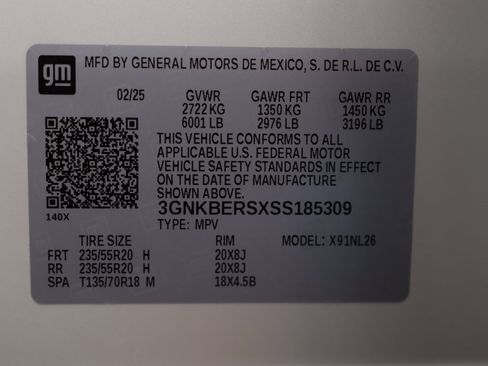 gm
MFD BY GENERAL MOTORS DE MEXICO, S. DE R.L. DE C.V.
02/25 GVWR GAWR FRT GAWR RR
2722 KG 1350 KG 1450 KG
6001 LB 2976 LB 3196 LB
THIS VEHICLE CONFORMS TO ALL
APPLICABLE U.S. FEDERAL MOTOR
VEHICLE SAFETY STANDARDS IN EFFECT
ON THE DATE OF MANUFACTURE
SHOWN ABOVE.
140X
3GNKBERSXSS185309
TYPE: MPV
TIRE SIZE RIM MODEL: X91NL26
FRT 235/55R20 H 20X8J
RR 235/55R20 H 20X8J
SPA T135/70R18 M 18X4.5B